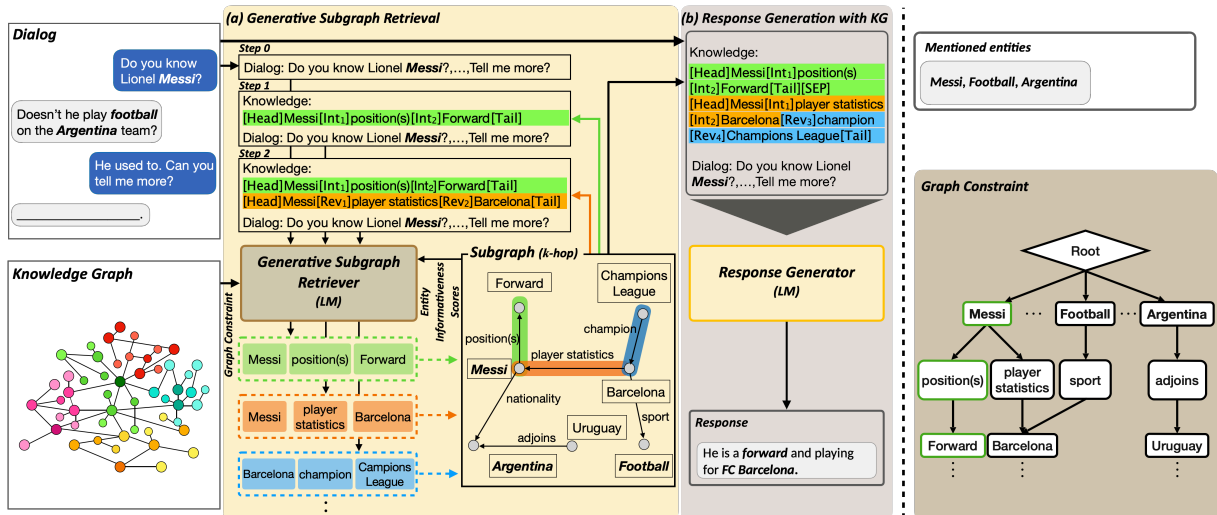 Dialog
Do you know
Lionel Messi?
Doesn't he play football
on the Argentina team?
He used to. Can you
tell me more?
____________________.
Knowledge Graph
(a) Generative Subgraph Retrieval
Step 0
Dialog: Do you know Lionel Messi?,...,Tell me more?
Step 1
Knowledge:
[Head]Messi[Int₁]position(s)[Int₂]Forward[Tail]
Dialog: Do you know Lionel Messi?,...,Tell me more?
Step 2
Knowledge:
[Head]Messi[Int₁]position(s)[Int₂]Forward[Tail]
[Head]Messi[Rev₁]player statistics[Rev₂]Barcelona[Tail]
Dialog: Do you know Lionel Messi?,...,Tell me more?
Generative Subgraph
Retriever
(LM)
Graph Constraint
Entity
Informativeness
Scores
Messi position(s) Forward
Messi player statistics Barcelona
Barcelona champion Campions League
⋮
Subgraph (k-hop)
Forward
Champions
League
champion
position(s)
player statistics
Messi
Barcelona
nationality
sport
Uruguay
adjoins
Argentina
Football
(b) Response Generation with KG
Knowledge:
[Head]Messi[Int₁]position(s)
[Int₂]Forward[Tail][SEP]
[Head]Messi[Int₁]player statistics
[Int₂]Barcelona[Rev₃]champion
[Rev₄]Champions League[Tail]
Dialog: Do you know Lionel
Messi?,...,Tell me more?
Response Generator
(LM)
Response
He is a forward and playing
for FC Barcelona.
Mentioned entities
Messi, Football, Argentina
Graph Constraint
Root
Messi ··· Football ··· Argentina
position(s) player statistics sport adjoins
Forward Barcelona Uruguay
⋮ ⋮ ⋮